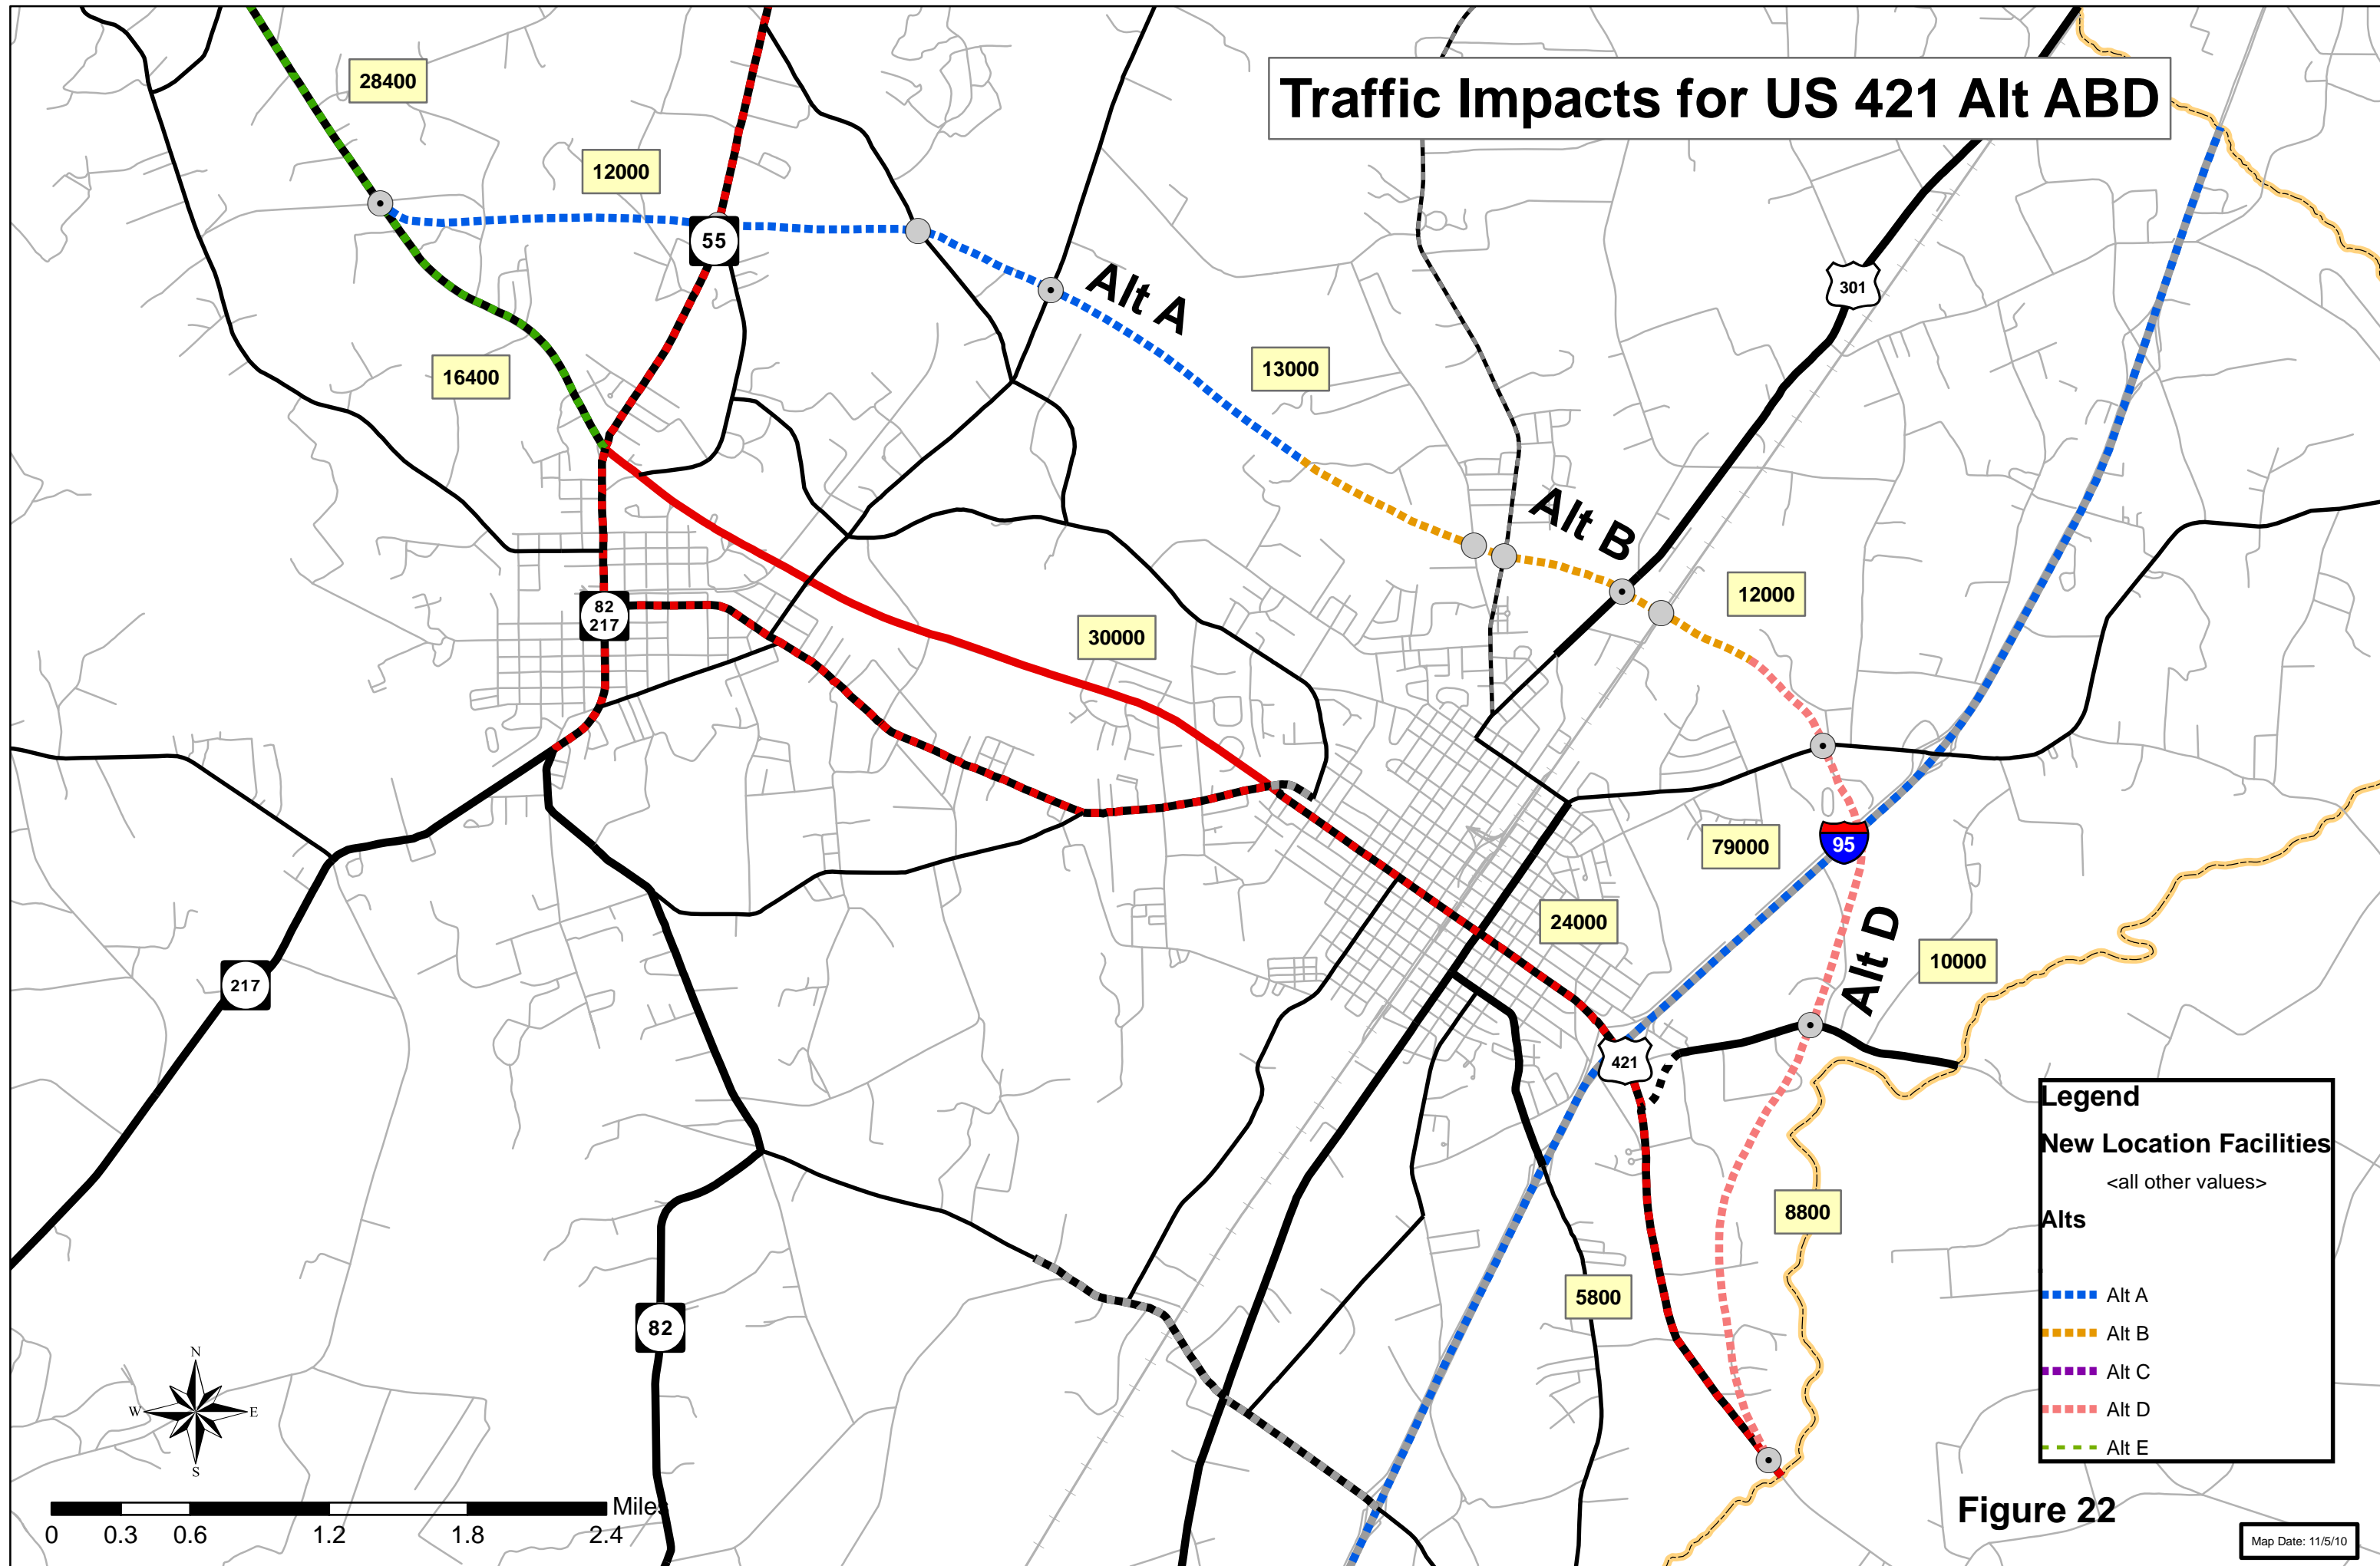 Traffic Impacts for US 421 Alt ABD
28400
12000
55
Alt A
301
16400
13000
Alt B
12000
82
217
30000
79000
95
24000
Alt D
10000
217
421
8800
5800
82
Legend
New Location Facilities
<all other values>
Alts
Alt A
Alt B
Alt C
Alt D
Alt E
N
W E
S
Miles
0 0.3 0.6 1.2 1.8 2.4
Figure 22
Map Date: 11/5/10